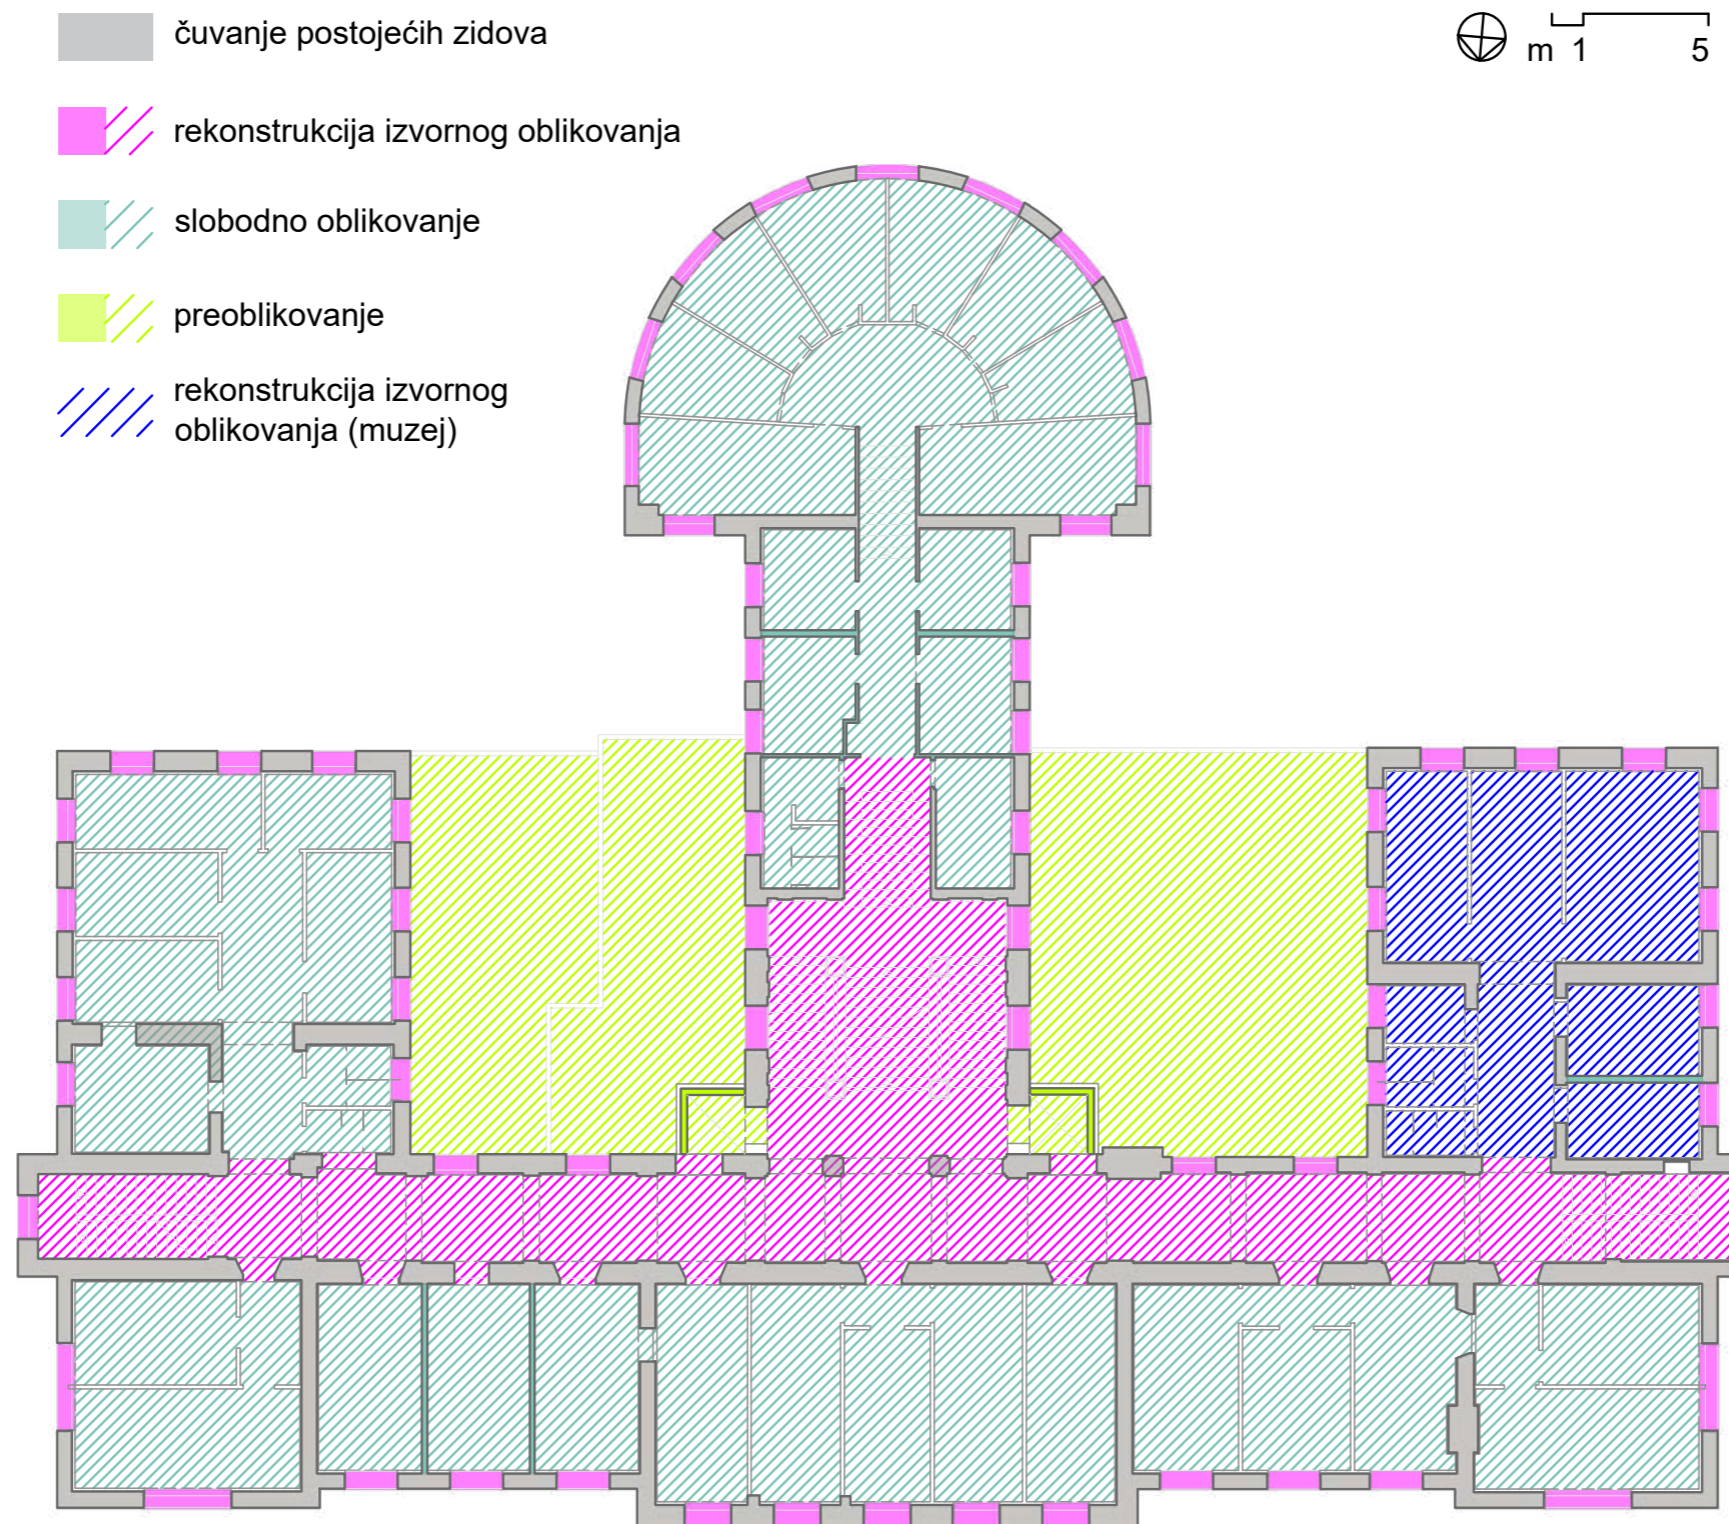 čuvanje postojećih zidova
m 1 5
rekonstrukcija izvornog oblikovanja
slobodno oblikovanje
preoblikovanje
rekonstrukcija izvornog
oblikovanja (muzej)